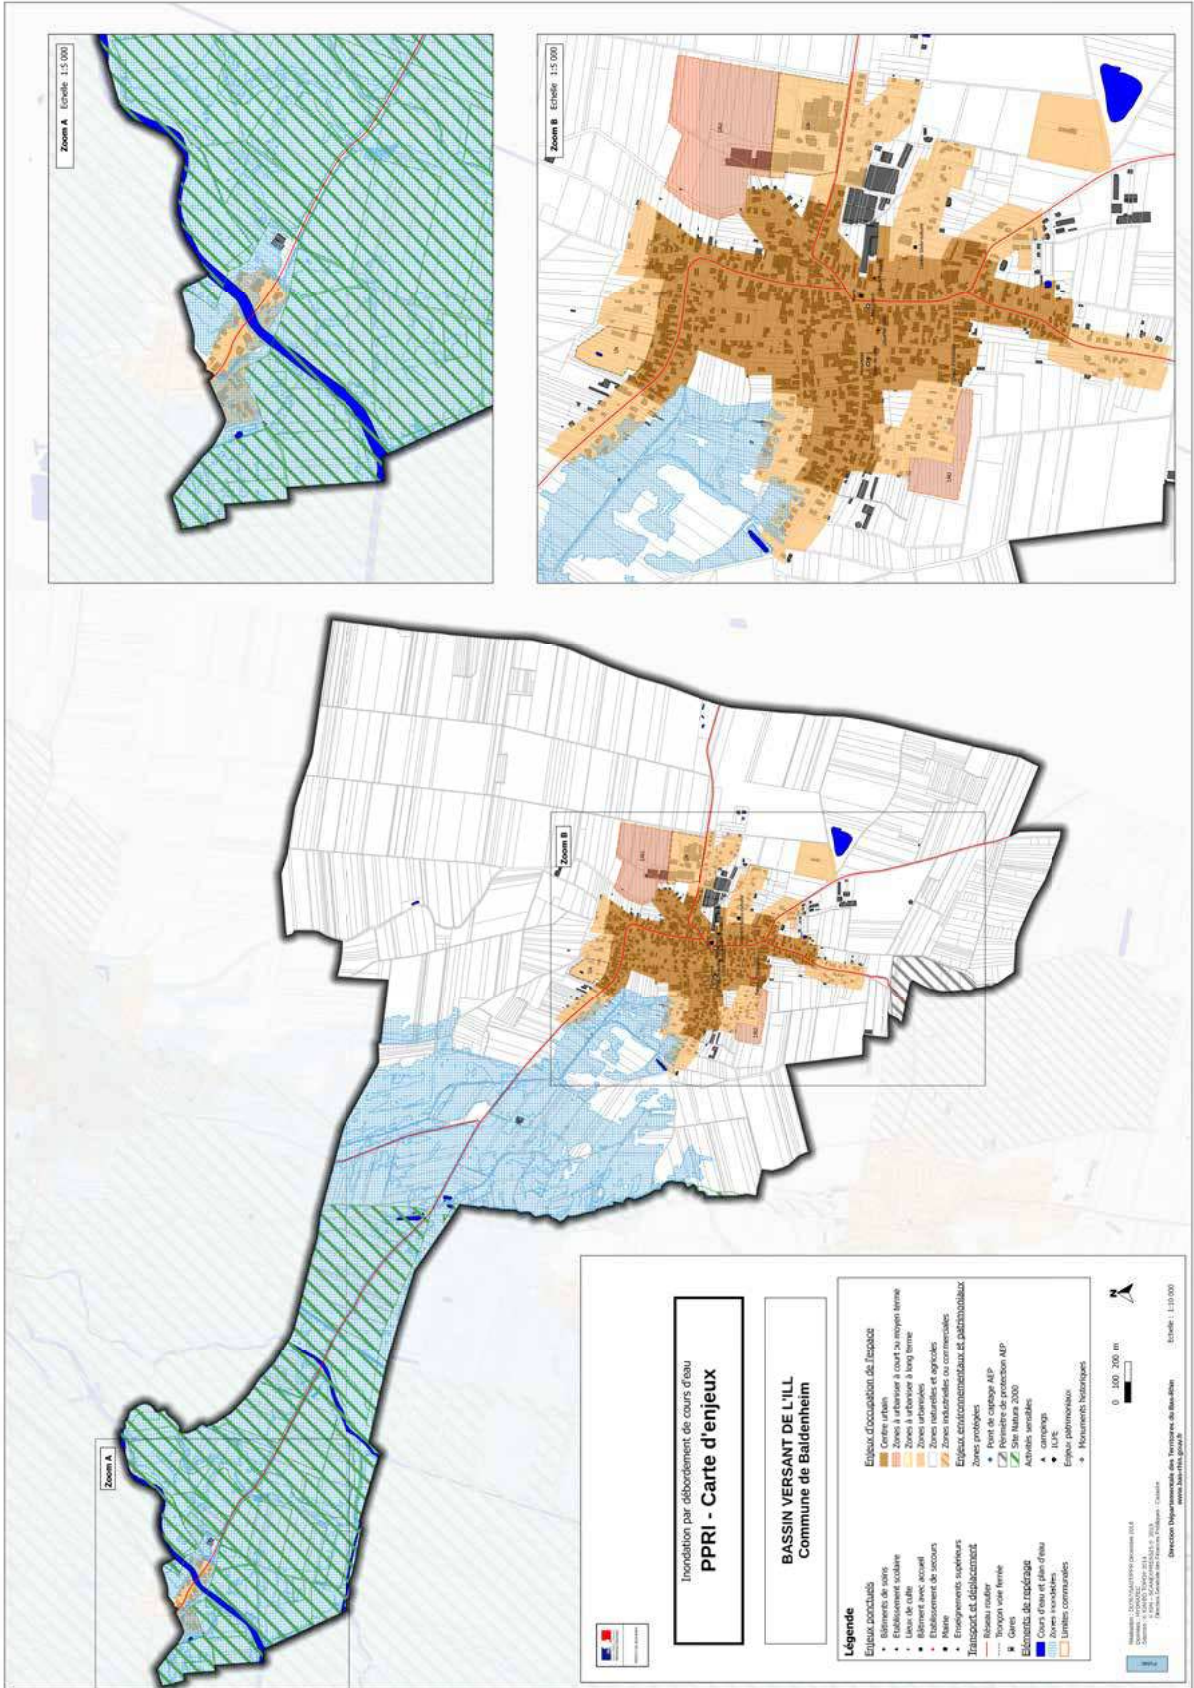 Zoom A Echelle 1:5 000
Zoom B Echelle 1:5 000
Zoom A
Zoom B
Inondation par débordement de cours d'eau
PPRI - Carte d'enjeux
BASSIN VERSANT DE L'ILL
Commune de Baldenheim
Légende
Enjeux ponctuels
Bâtiments de soins
Etablissement scolaire
Lieux de culte
Bâtiment avec accueil
Etablissement de secours
Mairie
Enseignements supérieurs
Transport et déplacement
Réseau routier
Tronçon voie ferrée
Gares
Eléments de repérage
Cours d'eau et plan d'eau
Zones inondables
Limites communales
Enjeux d'occupation de l'espace
Centre urbain
Zones à urbaniser à court ou moyen terme
Zones à urbaniser à long terme
Zones urbanisées
Zones naturelles et agricoles
Zones industrielles ou commerciales
Enjeux environnementaux et patrimoniaux
Zones protégées
Point de captage AEP
Périmètre de protection AEP
Site Natura 2000
Activités sensibles
campings
ICPE
Enjeux patrimoniaux
Monuments historiques
0 100 200 m
N
Direction Départementale des Territoires du Bas-Rhin
www.bas-rhin.gouv.fr
Echelle : 1:10 000